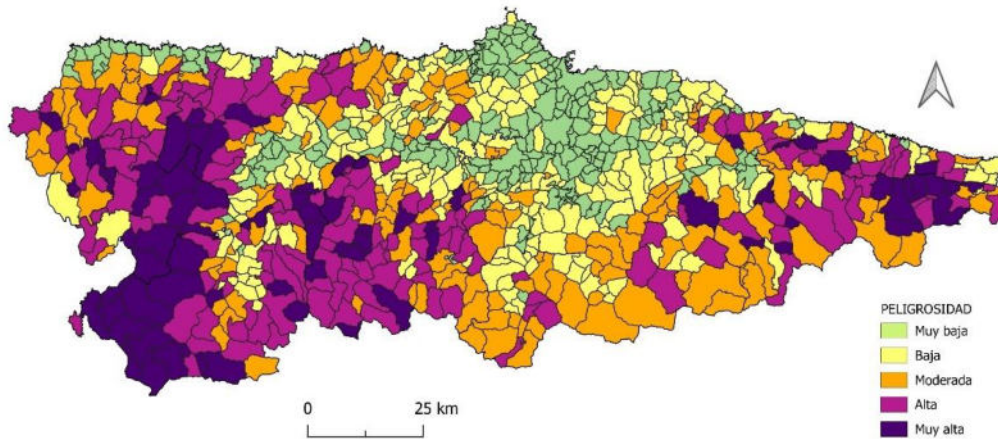 PELIGROSIDAD
Muy baja
Baja
Moderada
Alta
Muy alta
0 25 km